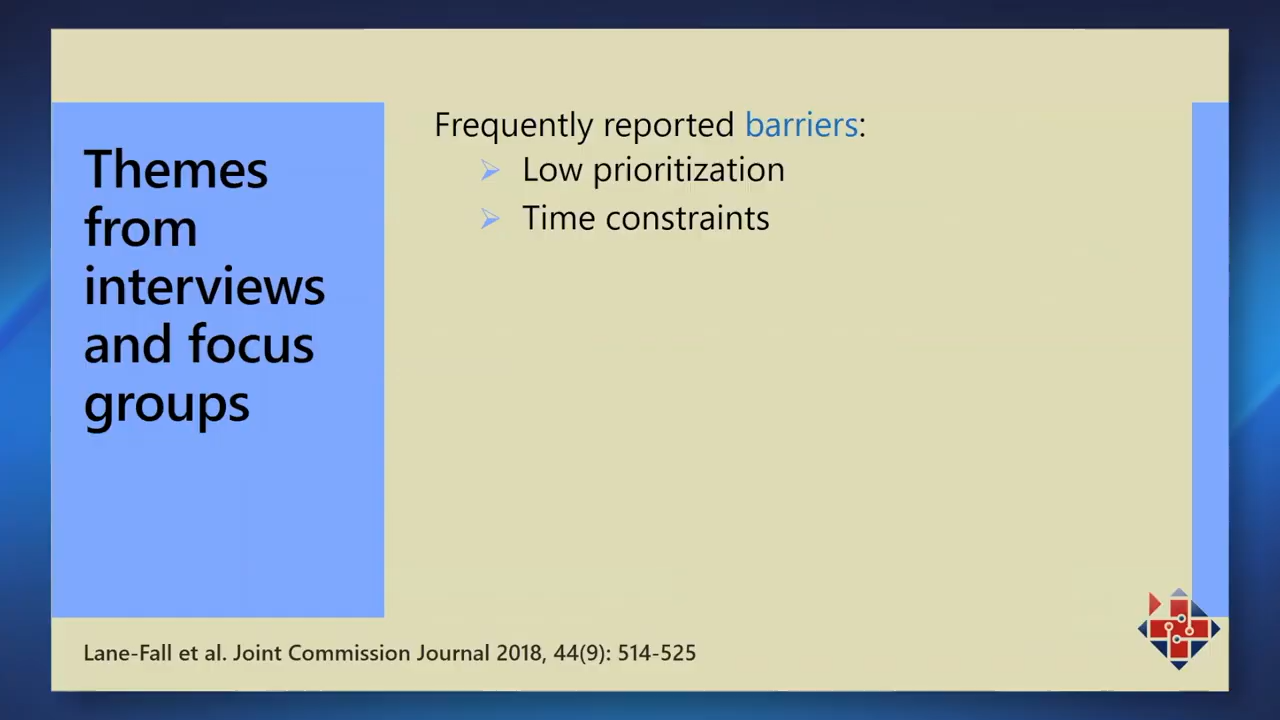 Themes
from
interviews
and focus
groups
Frequently reported barriers:
Low prioritization
Time constraints
Lane-Fall et al. Joint Commission Journal 2018, 44(9): 514-525